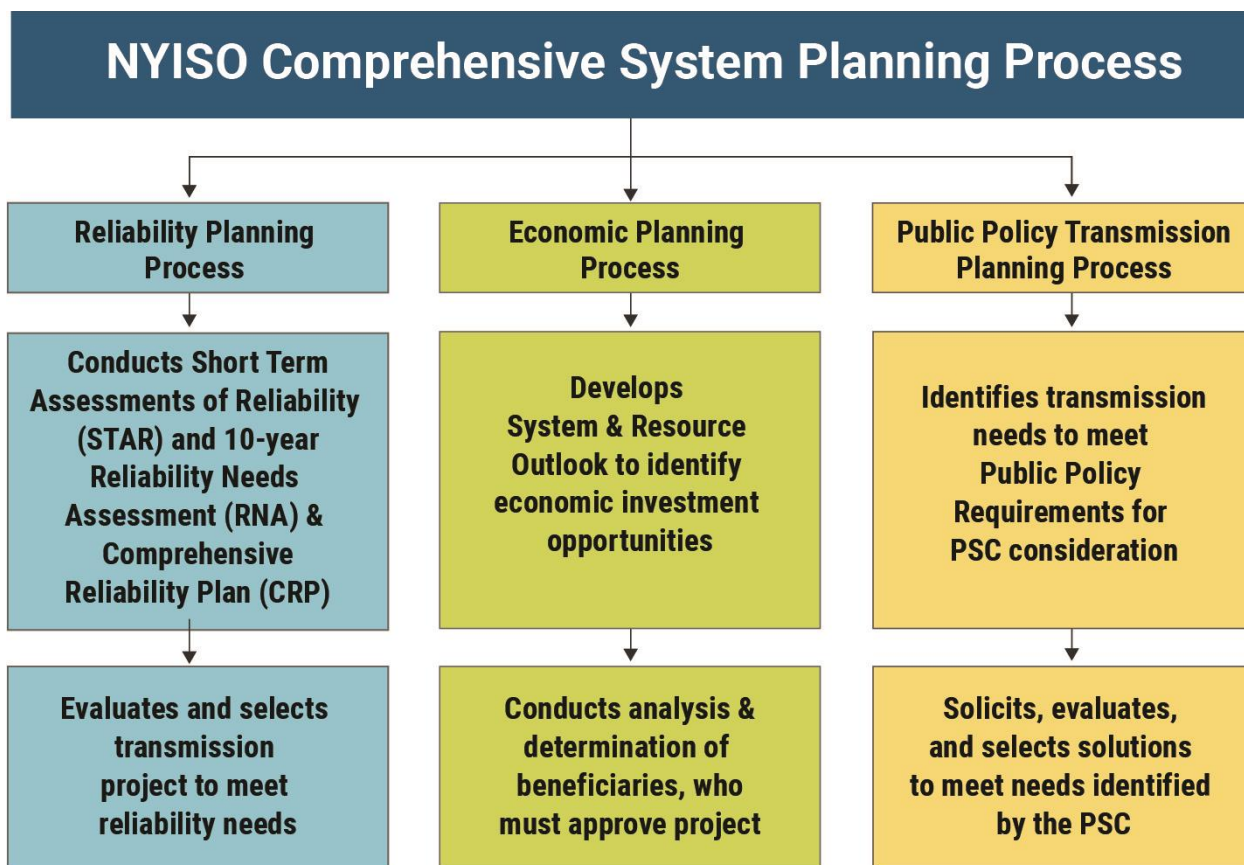 NYISO Comprehensive System Planning Process
Reliability Planning
Process
Conducts Short Term
Assessments of Reliability
(STAR) and 10-year
Reliability Needs
Assessment (RNA) &
Comprehensive
Reliability Plan (CRP)
Evaluates and selects
transmission
project to meet
reliability needs
Economic Planning
Process
Develops
System & Resource
Outlook to identify
economic investment
opportunities
Conducts analysis &
determination of
beneficiaries, who
must approve project
Public Policy Transmission
Planning Process
Identifies transmission
needs to meet
Public Policy
Requirements for
PSC consideration
Solicits, evaluates,
and selects solutions
to meet needs identified
by the PSC